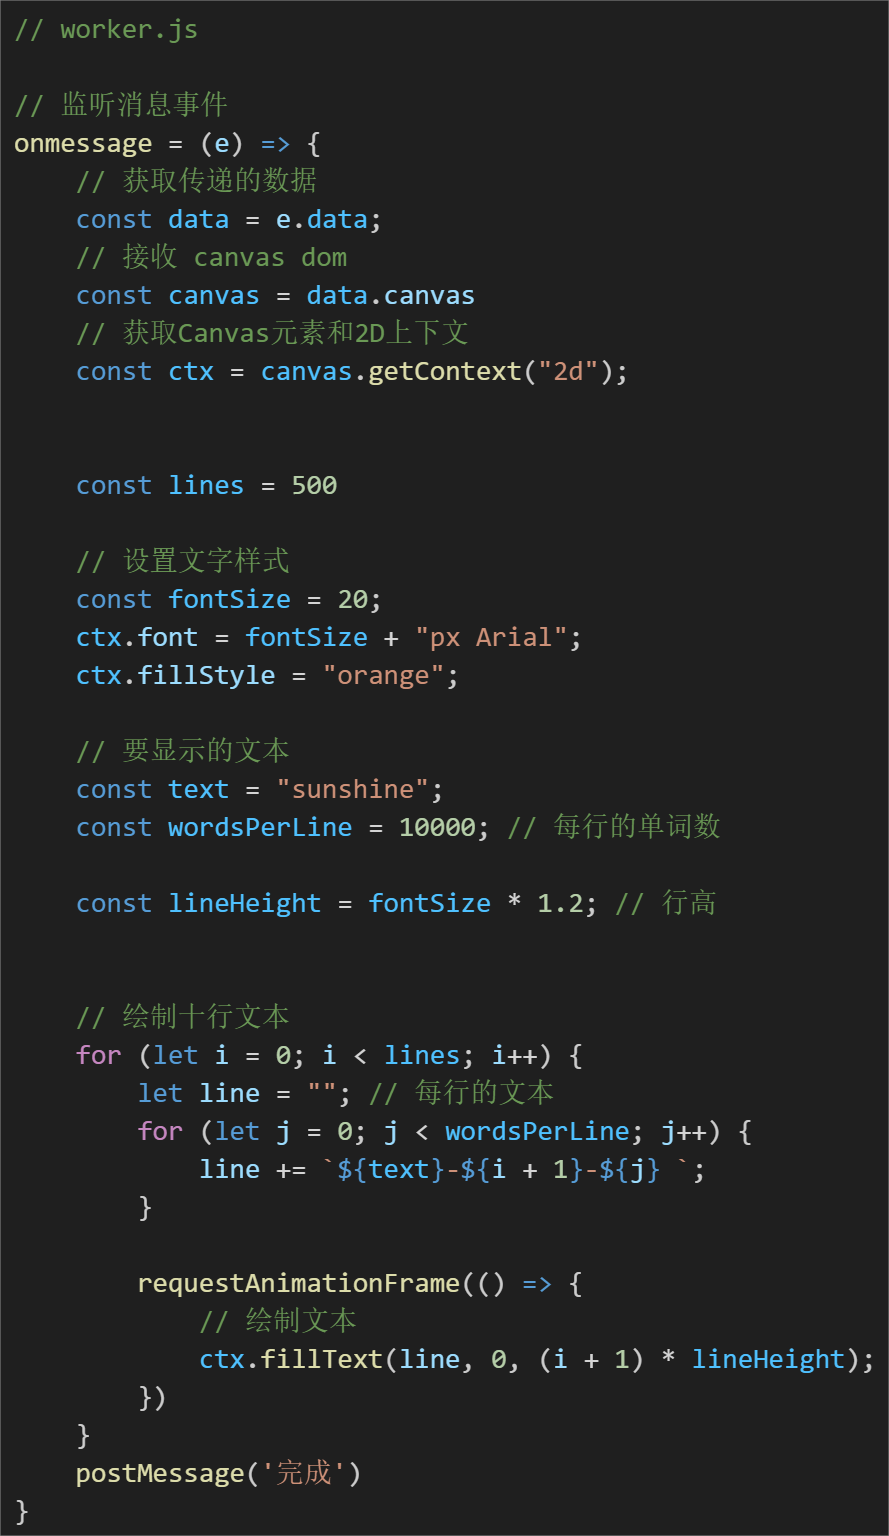 // worker.js
// 监听消息事件
onmessage = (e) => {
    // 获取传递的数据
    const data = e.data;
    // 接收 canvas dom
    const canvas = data.canvas
    // 获取Canvas元素和2D上下文
    const ctx = canvas.getContext("2d");
    const lines = 500
    // 设置文字样式
    const fontSize = 20;
    ctx.font = fontSize + "px Arial";
    ctx.fillStyle = "orange";
    // 要显示的文本
    const text = "sunshine";
    const wordsPerLine = 10000; // 每行的单词数
    const lineHeight = fontSize * 1.2; // 行高
    // 绘制十行文本
    for (let i = 0; i < lines; i++) {
        let line = ""; // 每行的文本
        for (let j = 0; j < wordsPerLine; j++) {
            line += `${text}-${i + 1}-${j} `;
        }
        requestAnimationFrame(() => {
            // 绘制文本
            ctx.fillText(line, 0, (i + 1) * lineHeight);
        })
    }
    postMessage('完成')
}